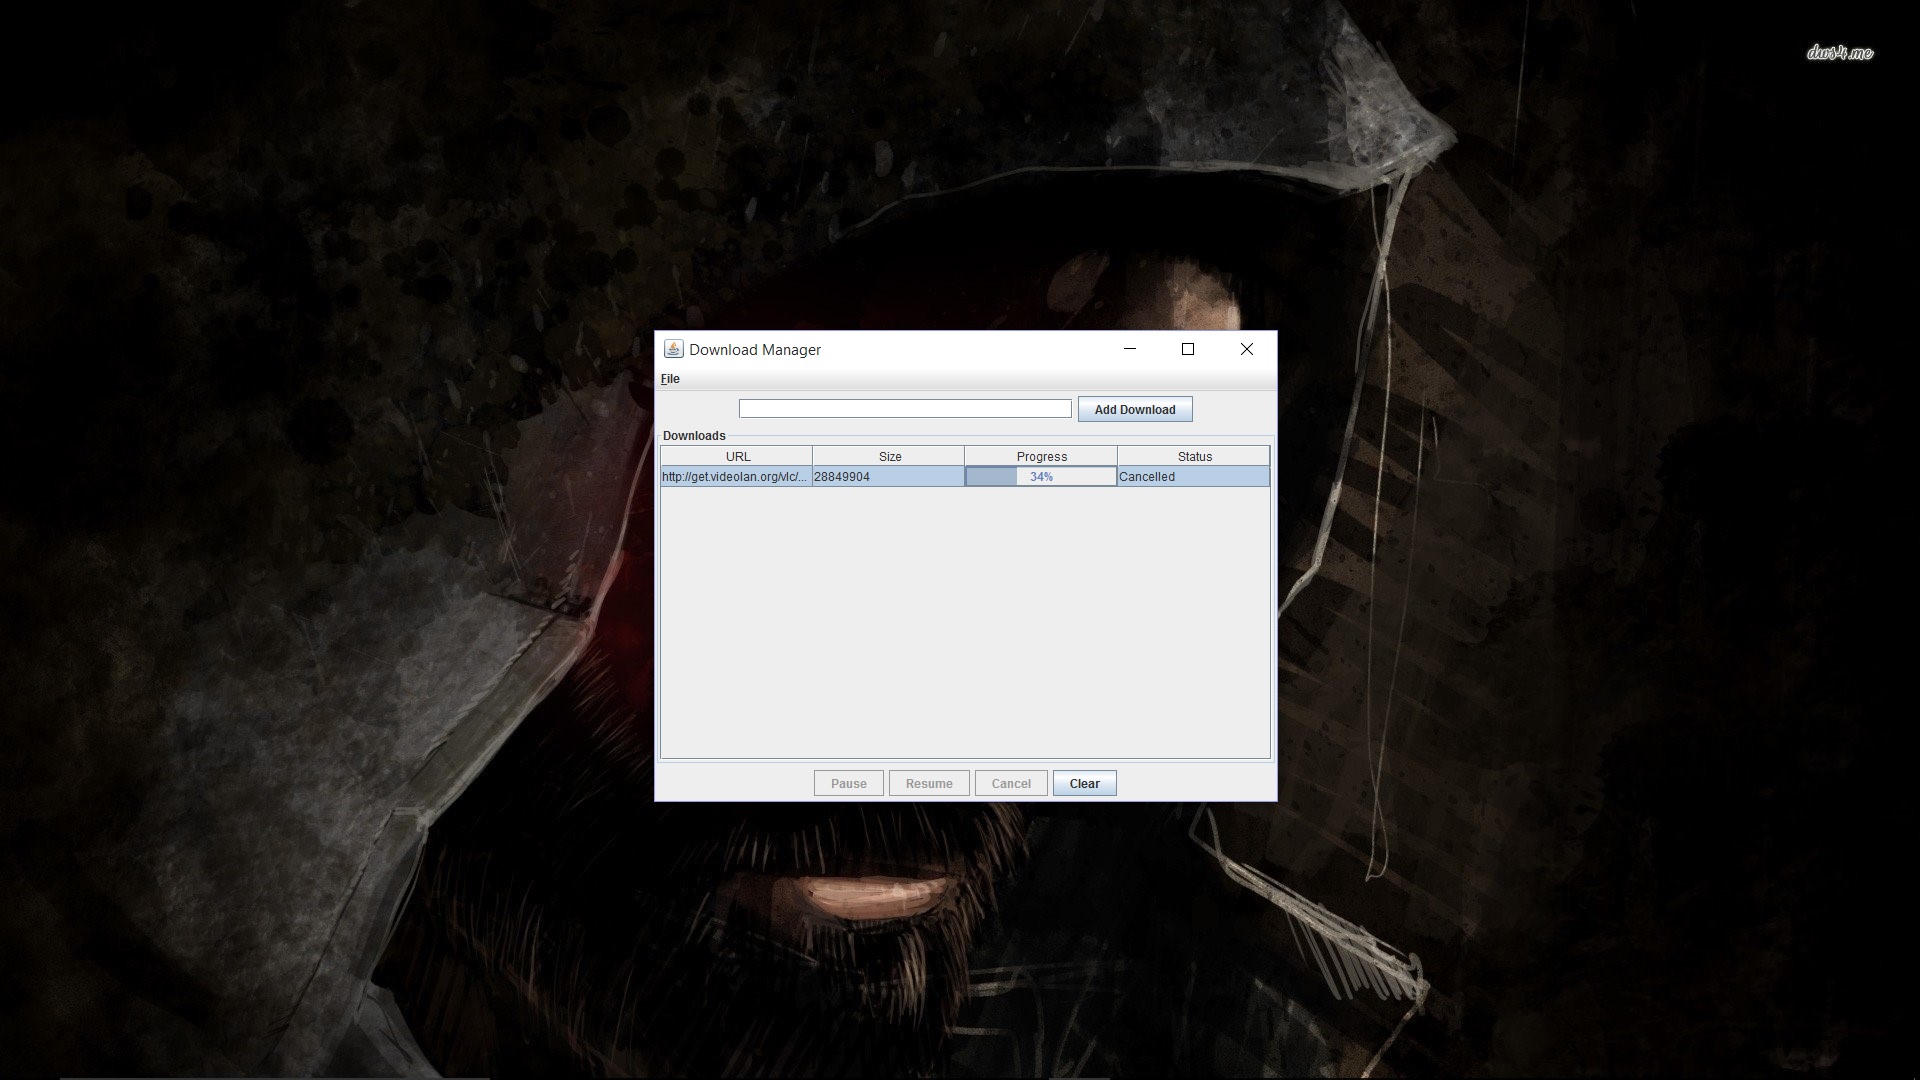 dws4.me
Download Manager
File
Add Download
Downloads
URL Size Progress Status
http://get.videolan.org/vlc/... 28849904 34% Cancelled
Pause Resume Cancel Clear